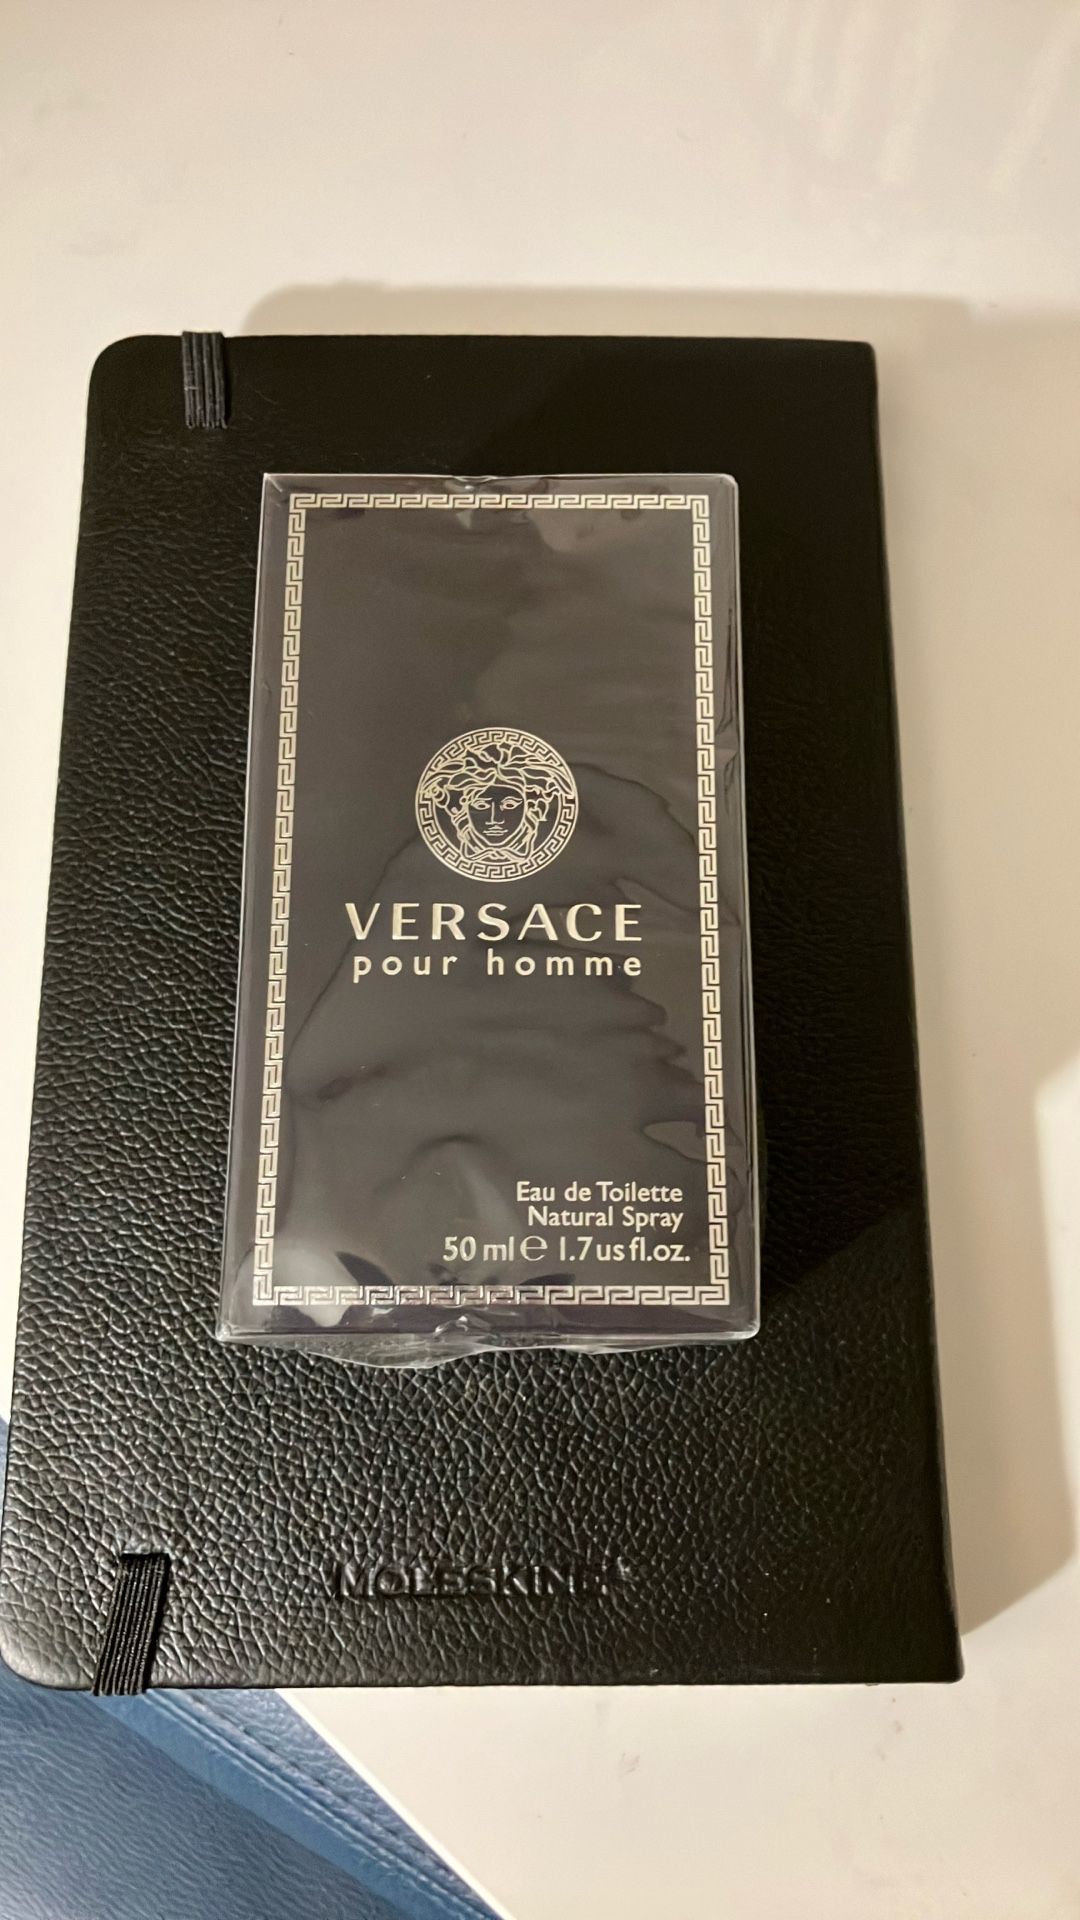 VERSACE
pour homme
Eau de Toilette
Natural Spray
50 ml ℮ 1.7 us fl.oz.
MOLESKINE